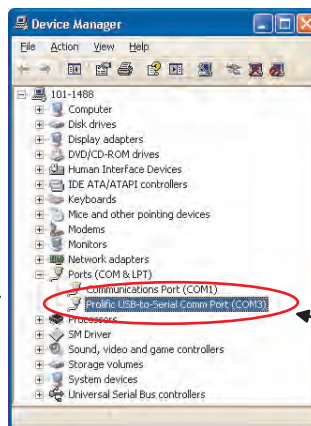 Device Manager
File Action View Help
101-1488
Computer
Disk drives
Display adapters
DVD/CD-ROM drives
Human Interface Devices
IDE ATA/ATAPI controllers
Keyboards
Mice and other pointing devices
Modems
Monitors
Network adapters
Ports (COM & LPT)
Communications Port (COM1)
Prolific USB-to-Serial Comm Port (COM3)
Processors
SM Driver
Sound, video and game controllers
Storage volumes
System devices
Universal Serial Bus controllers